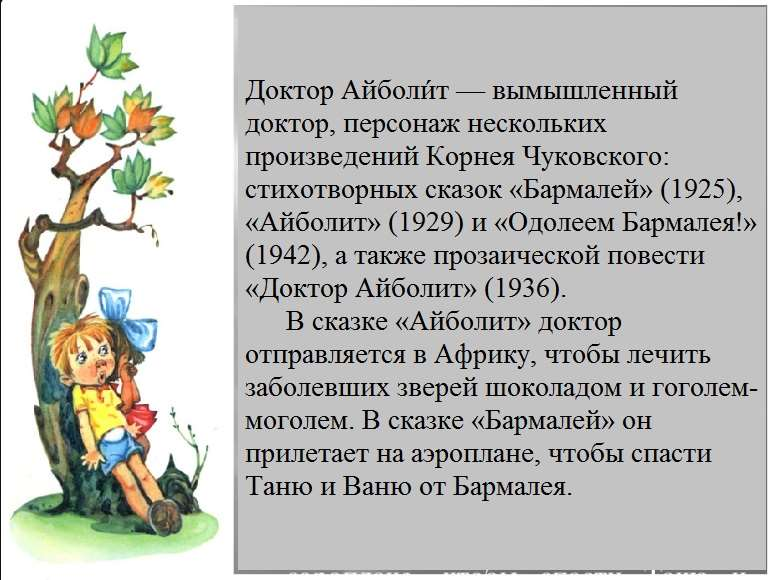 Доктор Айболи́т — вымышленный
доктор, персонаж нескольких
произведений Корнея Чуковского:
стихотворных сказок «Бармалей» (1925),
«Айболит» (1929) и «Одолеем Бармалея!»
(1942), а также прозаической повести
«Доктор Айболит» (1936).
В сказке «Айболит» доктор
отправляется в Африку, чтобы лечить
заболевших зверей шоколадом и гоголем-
моголем. В сказке «Бармалей» он
прилетает на аэроплане, чтобы спасти
Таню и Ваню от Бармалея.